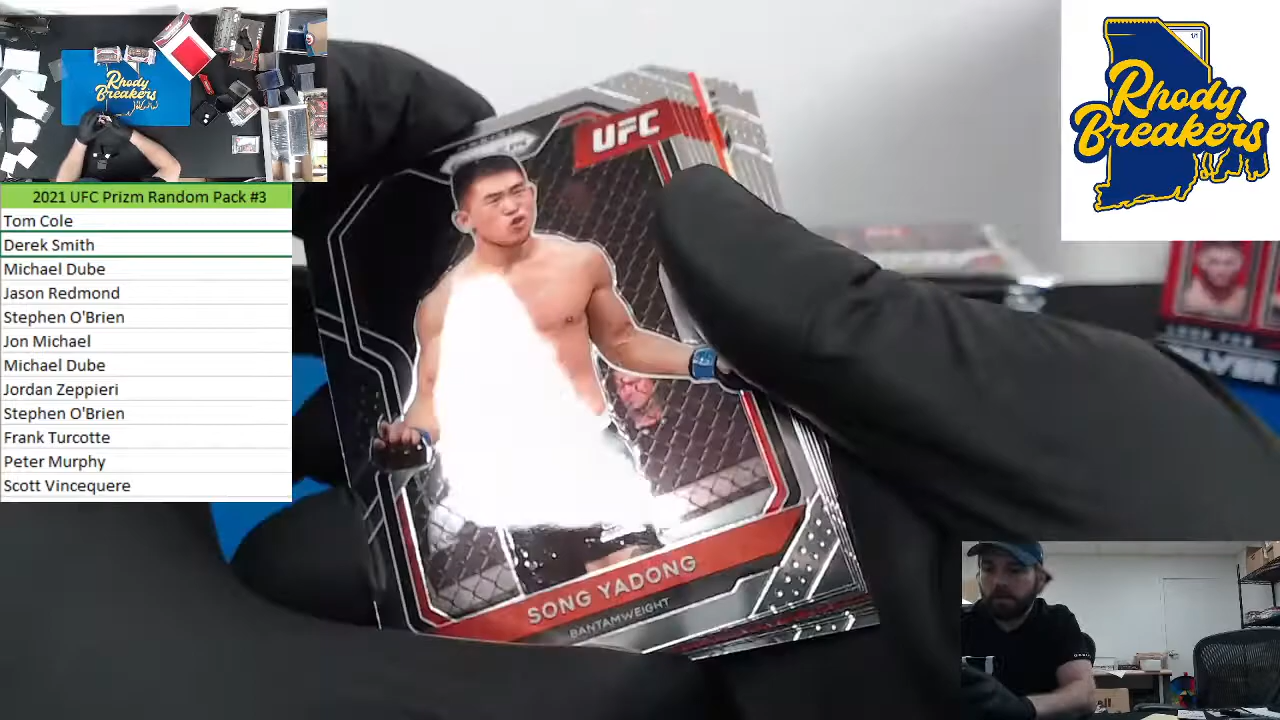 Rhody
Breakers
2021 UFC Prizm Random Pack #3
Tom Cole
Derek Smith
Michael Dube
Jason Redmond
Stephen O'Brien
Jon Michael
Michael Dube
Jordan Zeppieri
Stephen O'Brien
Frank Turcotte
Peter Murphy
Scott Vincequere
UFC
SONG YADONG
BANTAMWEIGHT
Rhody
Breakers
1/1